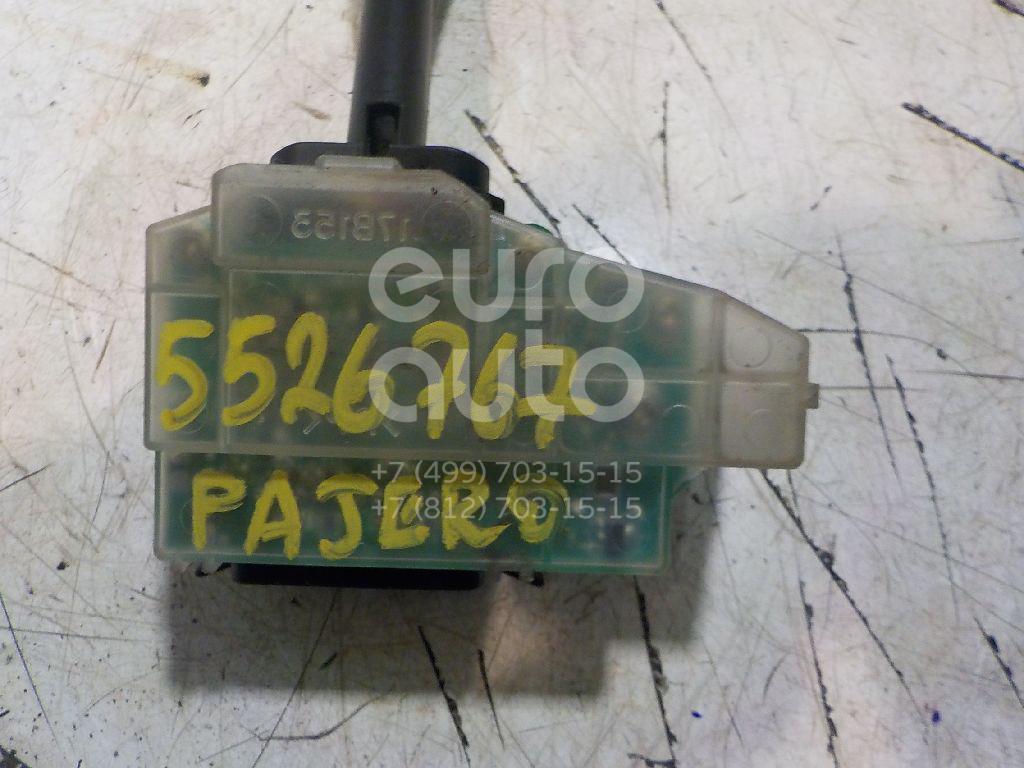 17B153
euro
auto
5526767
+7 (499) 703-15-15
PAJERO
+7 (812) 703-15-15